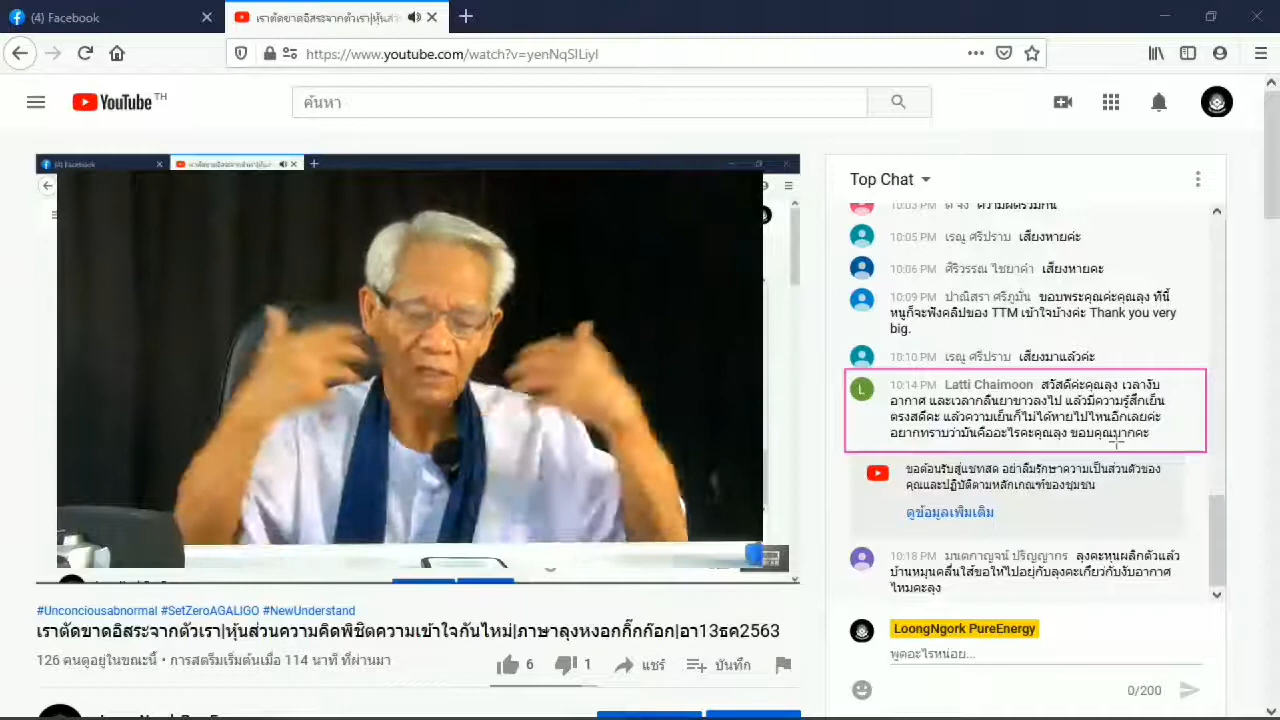 (4) Facebook
เราตัดขาดอิสระจากตัวเรา|หุ้นส่ว
https://www.youtube.com/watch?v=yenNqSILiyI
YouTube TH
ค้นหา
(4) Facebook
Top Chat
10:03 PM ดี จัง ความผิดร่วมกัน
10:05 PM เรณู ศรีปราบ เสียงหายค่ะ
10:06 PM ศิริวรรณ ไชยาคำ เสี่งหายคะ
10:09 PM ปาณิสรา ศรีภูมั่น ขอบพระคุณค่ะคุณลุง ทีนี้
หนูก็จะฟังคลิปของ TTM เข้าใจบ้างค่ะ Thank you very
big.
10:10 PM เรณู ศรีปราบ เสียงมาแล้วค่ะ
10:14 PM Latti Chaimoon สวัสดีค่ะคุณลุง เวลางับ
อากาศ และเวลากลืนยาขาวลงไป แล้วมีความรู้สึกเย็น
ตรงสดีคะ แล้วความเย็นก็ไม่ได้หายไปไหนอีกเลยค่ะ
อยากทราบว่ามันคืออะไรคะคุณลุง ขอบคุณมากคะ
ขอต้อนรับสู่แชทสด อย่าลืมรักษาความเป็นส่วนตัวของ
คุณและปฏิบัติตามหลักเกณฑ์ของชุมชน
ดูข้อมูลเพิ่มเติม
10:18 PM มนตกาญจน์ ปริญญากร ลุงคะหนูผลิกตัวแล้ว
บ้านหมุนคลื่นใส้ขอให้ไปอยู่กับลุงคะเกี่ยว่กับงับอากาศ
ไหมคะลุง
LoongNgork PureEnergy
พูดอะไรหน่อย...
0/200
#Unconciousabnormal #SetZeroAGALIGO #NewUnderstand
เราตัดขาดอิสระจากตัวเรา|หุ้นส่วนความคิดพิชิตความเข้าใจกันไหม่|ภาษาลุงหงอกกิ๊กก๊อก|อา13ธค2563
126 คนดูอยู่ในขณะนี้ • การสตรีมเริ่มต้นเมื่อ 114 นาที ที่ผ่านมา
6
1
แชร์
บันทึก